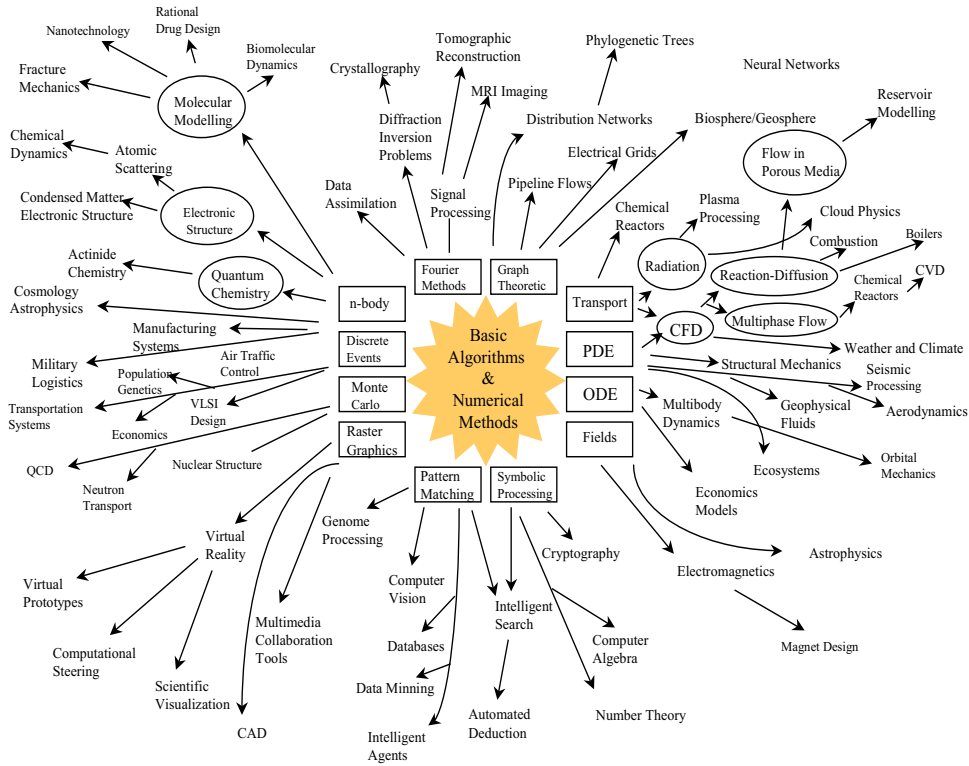 Rational
Drug Design
Nanotechnology
Biomolecular
Dynamics
Fracture
Mechanics
Molecular
Modelling
Chemical
Dynamics
Atomic
Scattering
Condensed Matter
Electronic Structure
Electronic
Structure
Actinide
Chemistry
Quantum
Chemistry
Cosmology
Astrophysics
Tomographic
Reconstruction
Crystallography
MRI Imaging
Diffraction
Inversion
Problems
Data
Assimilation
Signal
Processing
Phylogenetic Trees
Distribution Networks
Electrical Grids
Pipeline Flows
Neural Networks
Biosphere/Geosphere
Reservoir
Modelling
Flow in
Porous Media
Chemical
Reactors
Plasma
Processing
Cloud Physics
Combustion
Boilers
Radiation
Reaction-Diffusion
Chemical
Reactors
CVD
Multiphase Flow
CFD
Weather and Climate
Structural Mechanics
Seismic
Processing
Geophysical
Fluids
Aerodynamics
Multibody
Dynamics
Ecosystems
Orbital
Mechanics
Economics
Models
Fourier
Methods
Graph
Theoretic
n-body
Discrete
Events
Monte
Carlo
Raster
Graphics
Transport
PDE
ODE
Fields
Basic
Algorithms
&
Numerical
Methods
Pattern
Matching
Symbolic
Processing
Manufacturing
Systems
Air Traffic
Control
Military
Logistics
Population
Genetics
Transportation
Systems
VLSI
Design
Economics
QCD
Nuclear Structure
Neutron
Transport
Virtual
Reality
Virtual
Prototypes
Computational
Steering
Scientific
Visualization
CAD
Multimedia
Collaboration
Tools
Genome
Processing
Computer
Vision
Databases
Data Minning
Intelligent
Agents
Cryptography
Intelligent
Search
Computer
Algebra
Automated
Deduction
Number Theory
Electromagnetics
Astrophysics
Magnet Design